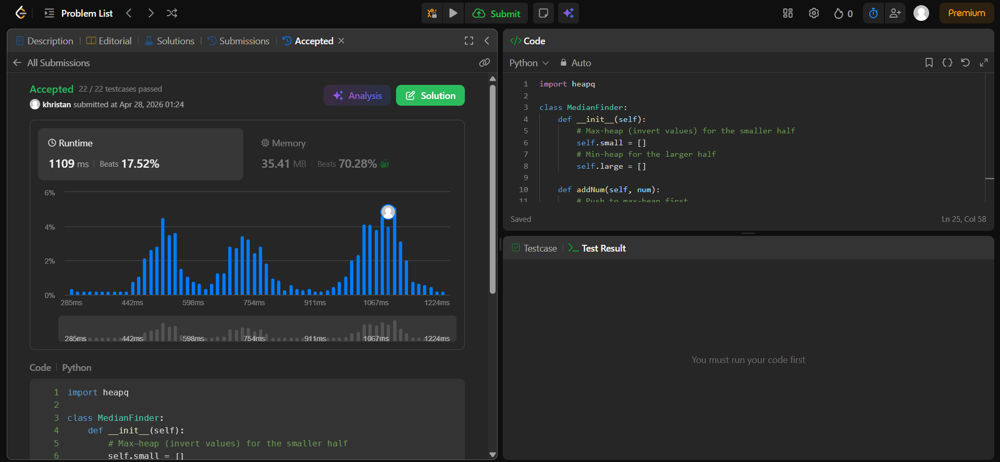 Problem List
Submit
0
Premium
Description
Editorial
Solutions
Submissions
Accepted
All Submissions
Accepted 22 / 22 testcases passed
khristan submitted at Apr 28, 2026 01:24
Analysis
Solution
Runtime
1109 ms Beats 17.52%
Memory
35.41 MB Beats 70.28%
6%
4%
2%
0%
285ms 442ms 598ms 754ms 911ms 1067ms 1224ms
285ms 442ms 598ms 754ms 911ms 1067ms 1224ms
Code Python
1 import heapq
2
3 class MedianFinder:
4 def __init__(self):
5 # Max-heap (invert values) for the smaller half
6 self.small = []
</> Code
Python
Auto
1 import heapq
2
3 class MedianFinder:
4 def __init__(self):
5 # Max-heap (invert values) for the smaller half
6 self.small = []
7 # Min-heap for the larger half
8 self.large = []
9
10 def addNum(self, num):
11 # Push to max-heap first
Saved
Ln 25, Col 58
Testcase
Test Result
You must run your code first